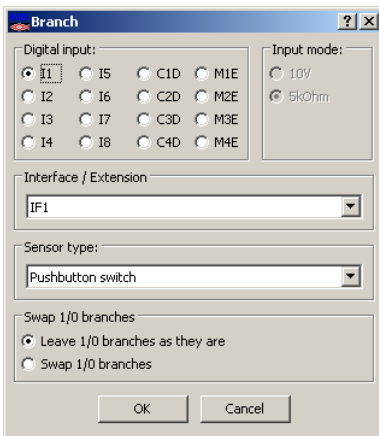 Branch
Digital input:
I1 I5 C1D M1E
I2 I6 C2D M2E
I3 I7 C3D M3E
I4 I8 C4D M4E
Input mode:
10V
5kOhm
Interface / Extension
IF1
Sensor type:
Pushbutton switch
Swap 1/0 branches
Leave 1/0 branches as they are
Swap 1/0 branches
OK Cancel